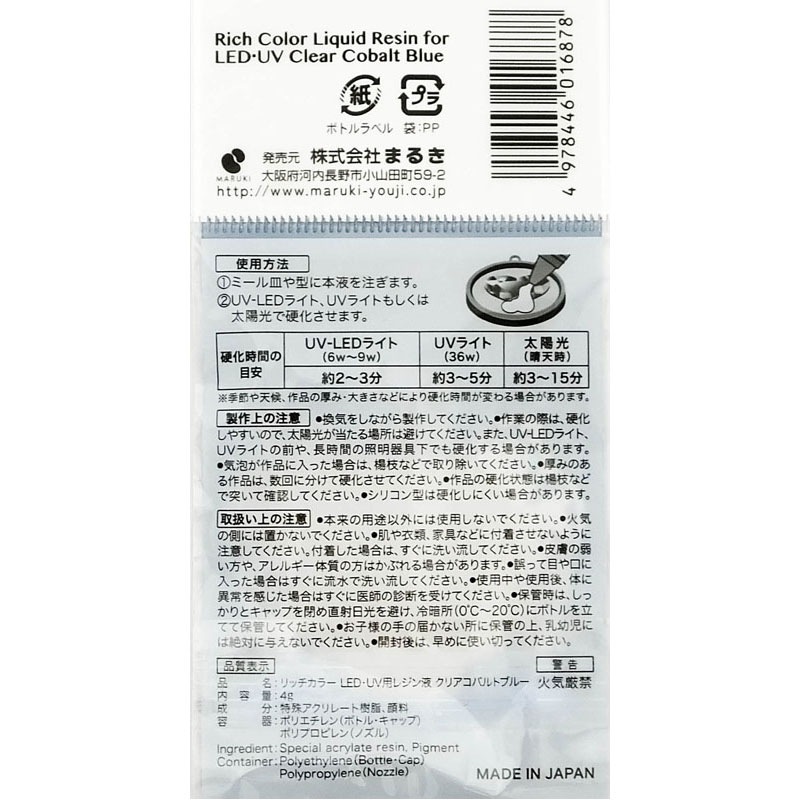 Rich Color Liquid Resin for
LED・UV Clear Cobalt Blue
紙 プラ
ボトルラベル 袋:PP
4 978446 016878
MARUKI
発売元 株式会社 まるき
大阪府河内長野市小山田町59-2
http://www.maruki-youji.co.jp
使用方法
①ミール皿や型に本液を注ぎます。
②UV-LEDライト、UVライトもしくは
太陽光で硬化させます。
硬化時間の目安 UV-LEDライト(6w〜9w) UVライト(36w) 太陽光(晴天時)
約2〜3分 約3〜5分 約3〜15分
※季節や天候、作品の厚み・大きさなどにより硬化時間が変わる場合があります。
製作上の注意 ●換気をしながら製作してください。●作業の際は、硬化
しやすいので、太陽光が当たる場所は避けてください。また、UV-LEDライト、
UVライトの前や、長時間の照明器具下でも硬化する場合があります。
●気泡が作品に入った場合は、楊枝などで取り除いてください。●厚みのあ
る作品は、数回に分けて硬化させてください。●作品の硬化状態は楊枝など
で突いて確認してください。●シリコン型は硬化しにくい場合があります。
取扱い上の注意 ●本来の用途以外には使用しないでください。●火気
の側には置かないでください。●肌や衣類、家具などに付着させないように
注意してください。付着した場合は、すぐに洗い流してください。●皮膚の弱
い方や、アレルギー体質の方はかぶれる場合があります。●誤って目や口に
入った場合はすぐに流水で洗い流してください。●使用中や使用後、体に
異常を感じた場合はすぐに医師の診断を受けてください。●保管時は、しっ
かりとキャップを閉め直射日光を避け、冷暗所(0℃〜20℃)にボトルを立
てて保管してください。●お子様の手の届かない所に保管の上、乳幼児に
は絶対に与えないでください。●開封後は、早めに使い切ってください。
品質表示 警告
品名:リッチカラー LED・UV用レジン液 クリアコバルトブルー 火気厳禁
内容量:4g
成分:特殊アクリレート樹脂、顔料
容器:ポリエチレン(ボトル・キャップ)
ポリプロピレン(ノズル)
Ingredient: Special acrylate resin, Pigment
Container: Polyethylene(Bottle・Cap)
Polypropylene(Nozzle)
MADE IN JAPAN